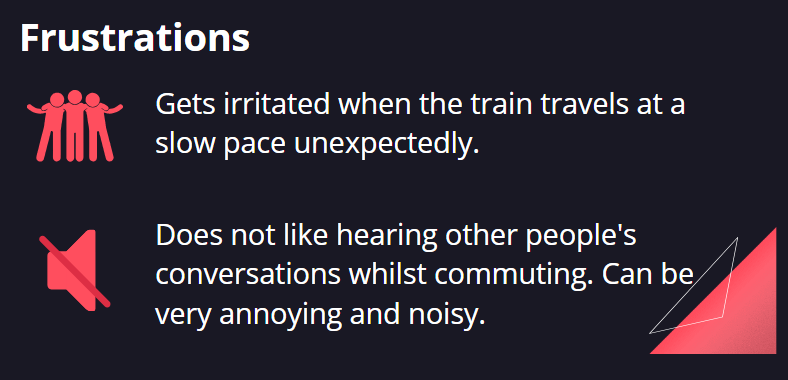 Frustrations
Gets irritated when the train travels at a
slow pace unexpectedly.
Does not like hearing other people's
conversations whilst commuting. Can be
very annoying and noisy.